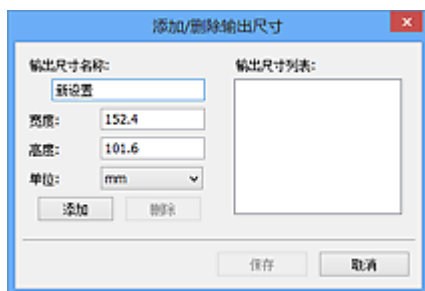 添加/删除输出尺寸
输出尺寸名称:
新设置
宽度: 152.4
高度: 101.6
单位: mm
添加 删除
输出尺寸列表:
保存 取消